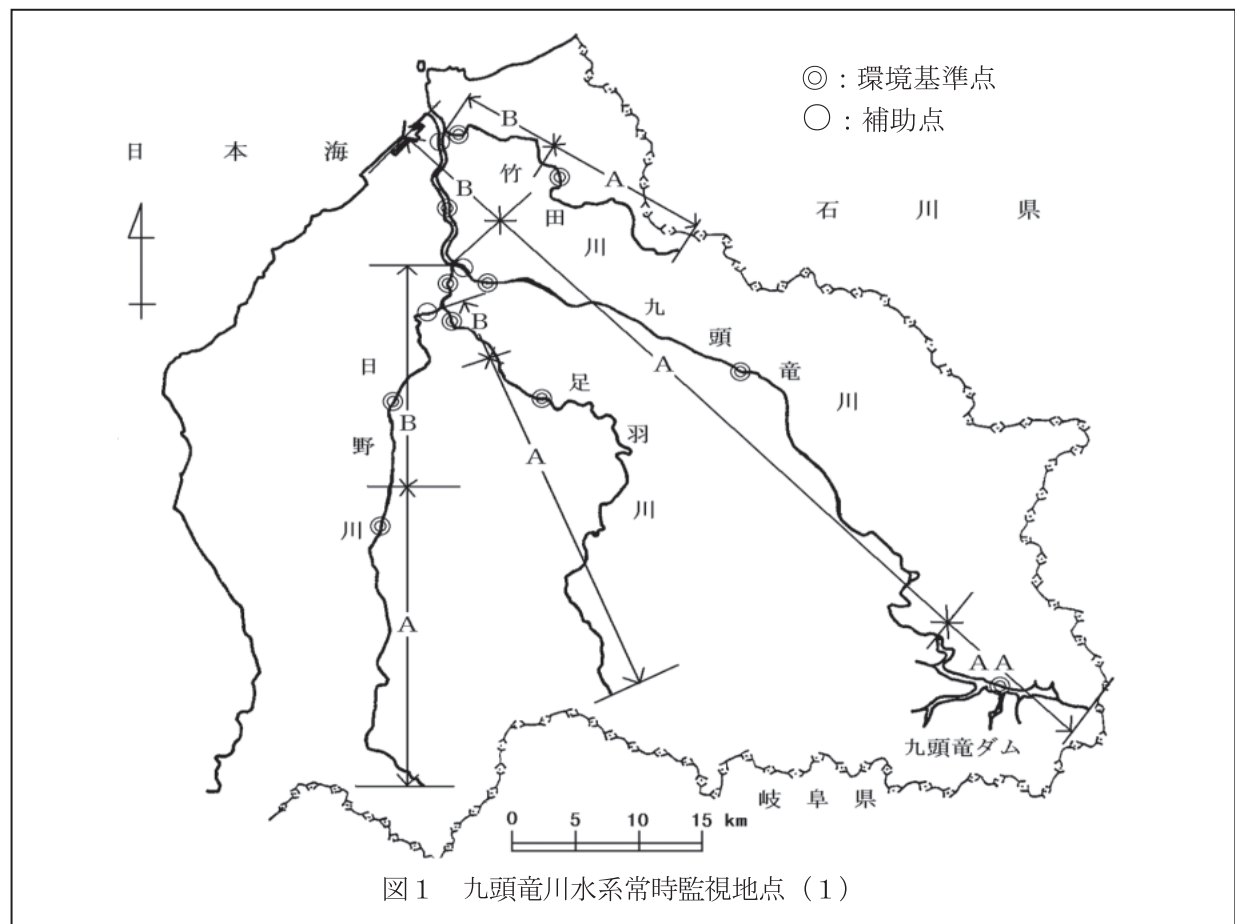 ◎:環境基準点
○:補助点
日本海
石川県
B
A
竹田川
B
九頭竜川
A
B
日野川
B
足羽川
A
A
AA
九頭竜ダム
岐阜県
0 5 10 15 km
図1 九頭竜川水系常時監視地点(1)